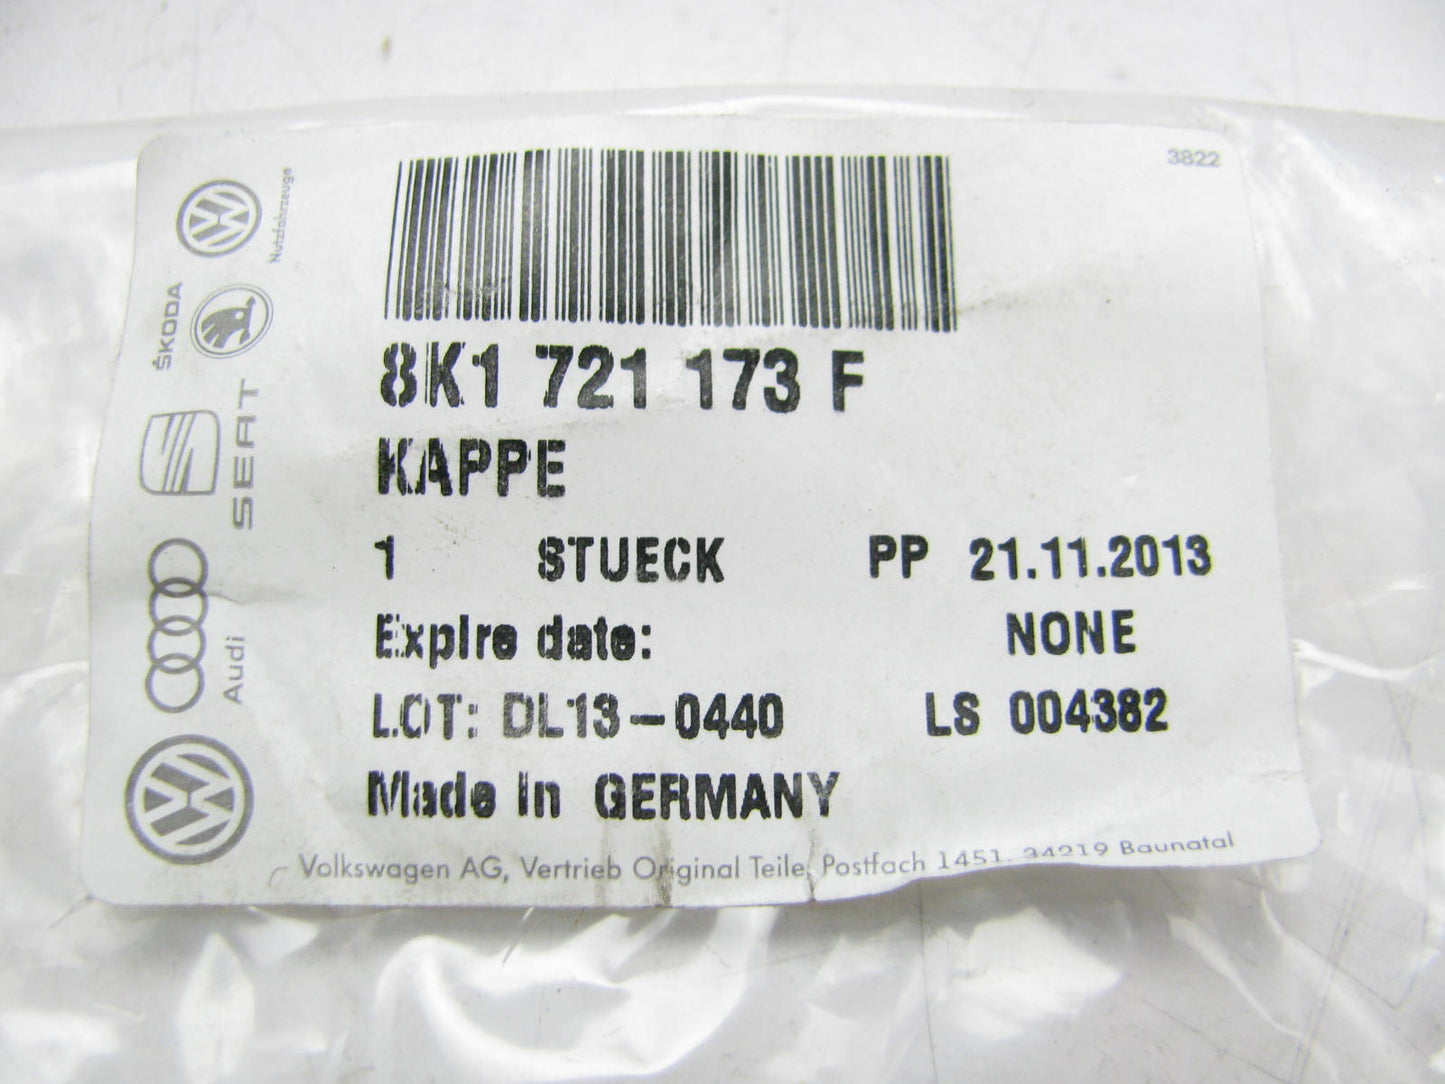 3822
Nutzfahrzeuge
ŠKODA
SEAT
Audi
8K1 721 173 F
KAPPE
1 STUECK PP 21.11.2013
Expire date: NONE
LOT: DL13-0440 LS 004382
Made in GERMANY
Volkswagen AG, Vertrieb Original Teile, Postfach 1451, 34219 Baunatal